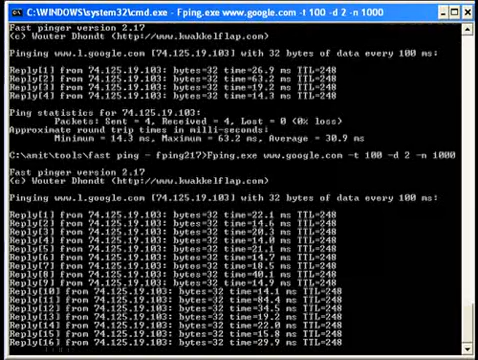 C:\WINDOWS\system32\cmd.exe - Fping.exe www.google.com -t 100 -d 2 -n 1000
Fast pinger version 2.17
(c) Wouter Dhondt (http://www.kwakkelflap.com)
Pinging www.l.google.com [74.125.19.103] with 32 bytes of data every 100 ms:
Reply[1] from 74.125.19.103: bytes=32 time=26.9 ms TTL=248
Reply[2] from 74.125.19.103: bytes=32 time=63.2 ms TTL=248
Reply[3] from 74.125.19.103: bytes=32 time=19.2 ms TTL=248
Reply[4] from 74.125.19.103: bytes=32 time=14.3 ms TTL=248
Ping statistics for 74.125.19.103:
Packets: Sent = 4, Received = 4, Lost = 0 (0% loss)
Approximate round trip times in milli-seconds:
Minimum = 14.3 ms, Maximum = 63.2 ms, Average = 30.9 ms
C:\amit\tools\fast ping - fping217>Fping.exe www.google.com -t 100 -d 2 -n 1000
Fast pinger version 2.17
(c) Wouter Dhondt (http://www.kwakkelflap.com)
Pinging www.l.google.com [74.125.19.103] with 32 bytes of data every 100 ms:
Reply[1] from 74.125.19.103: bytes=32 time=22.1 ms TTL=248
Reply[2] from 74.125.19.103: bytes=32 time=14.6 ms TTL=248
Reply[3] from 74.125.19.103: bytes=32 time=20.3 ms TTL=248
Reply[4] from 74.125.19.103: bytes=32 time=14.0 ms TTL=248
Reply[5] from 74.125.19.103: bytes=32 time=21.1 ms TTL=248
Reply[6] from 74.125.19.103: bytes=32 time=14.7 ms TTL=248
Reply[7] from 74.125.19.103: bytes=32 time=18.5 ms TTL=248
Reply[8] from 74.125.19.103: bytes=32 time=40.1 ms TTL=248
Reply[9] from 74.125.19.103: bytes=32 time=14.9 ms TTL=248
Reply[10] from 74.125.19.103: bytes=32 time=14.1 ms TTL=248
Reply[11] from 74.125.19.103: bytes=32 time=84.4 ms TTL=248
Reply[12] from 74.125.19.103: bytes=32 time=34.5 ms TTL=248
Reply[13] from 74.125.19.103: bytes=32 time=19.2 ms TTL=248
Reply[14] from 74.125.19.103: bytes=32 time=22.0 ms TTL=248
Reply[15] from 74.125.19.103: bytes=32 time=15.8 ms TTL=248
Reply[16] from 74.125.19.103: bytes=32 time=29.9 ms TTL=248